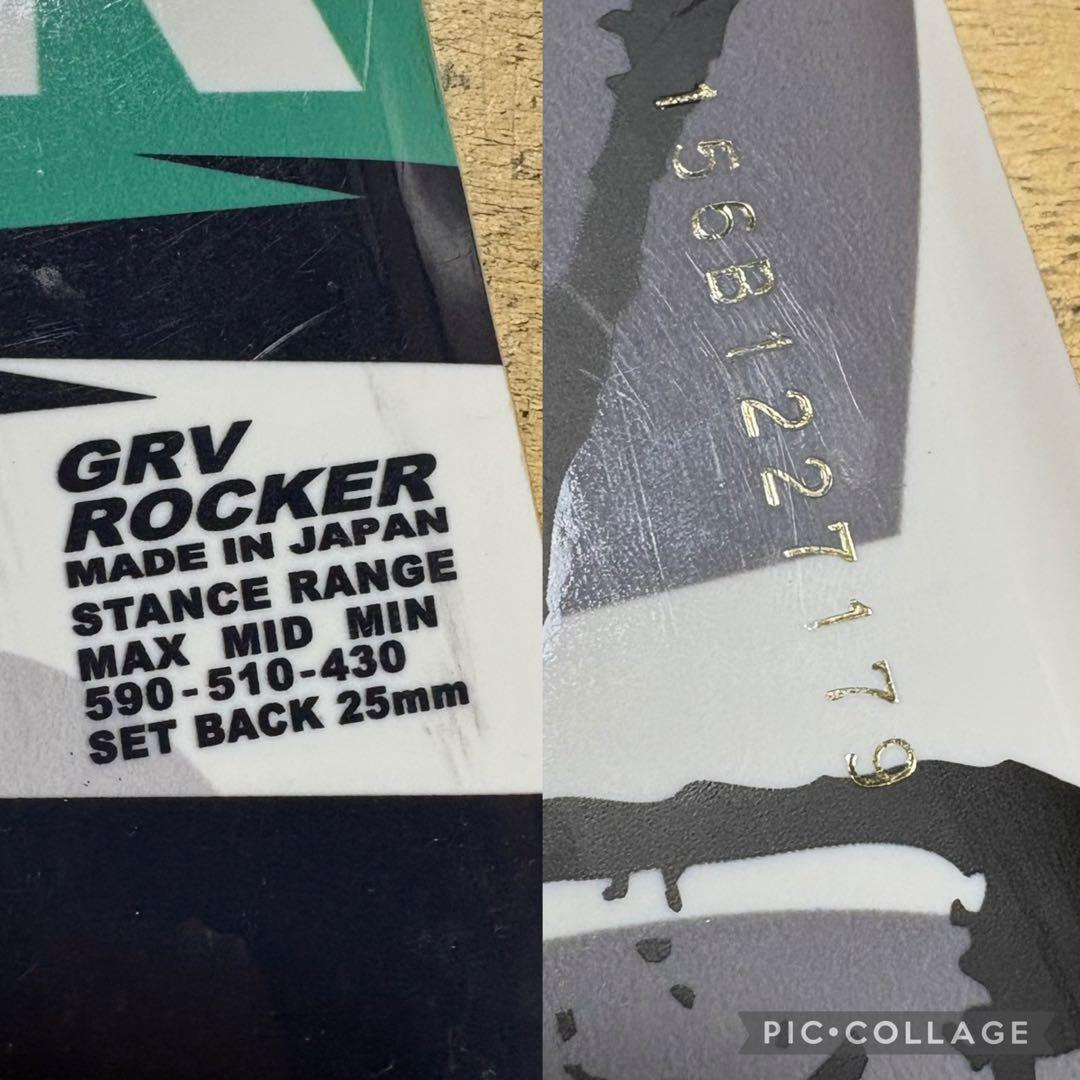 GRV
ROCKER
MADE IN JAPAN
STANCE RANGE
MAX MID MIN
590-510-430
SET BACK 25mm
156B1227179
PIC•COLLAGE